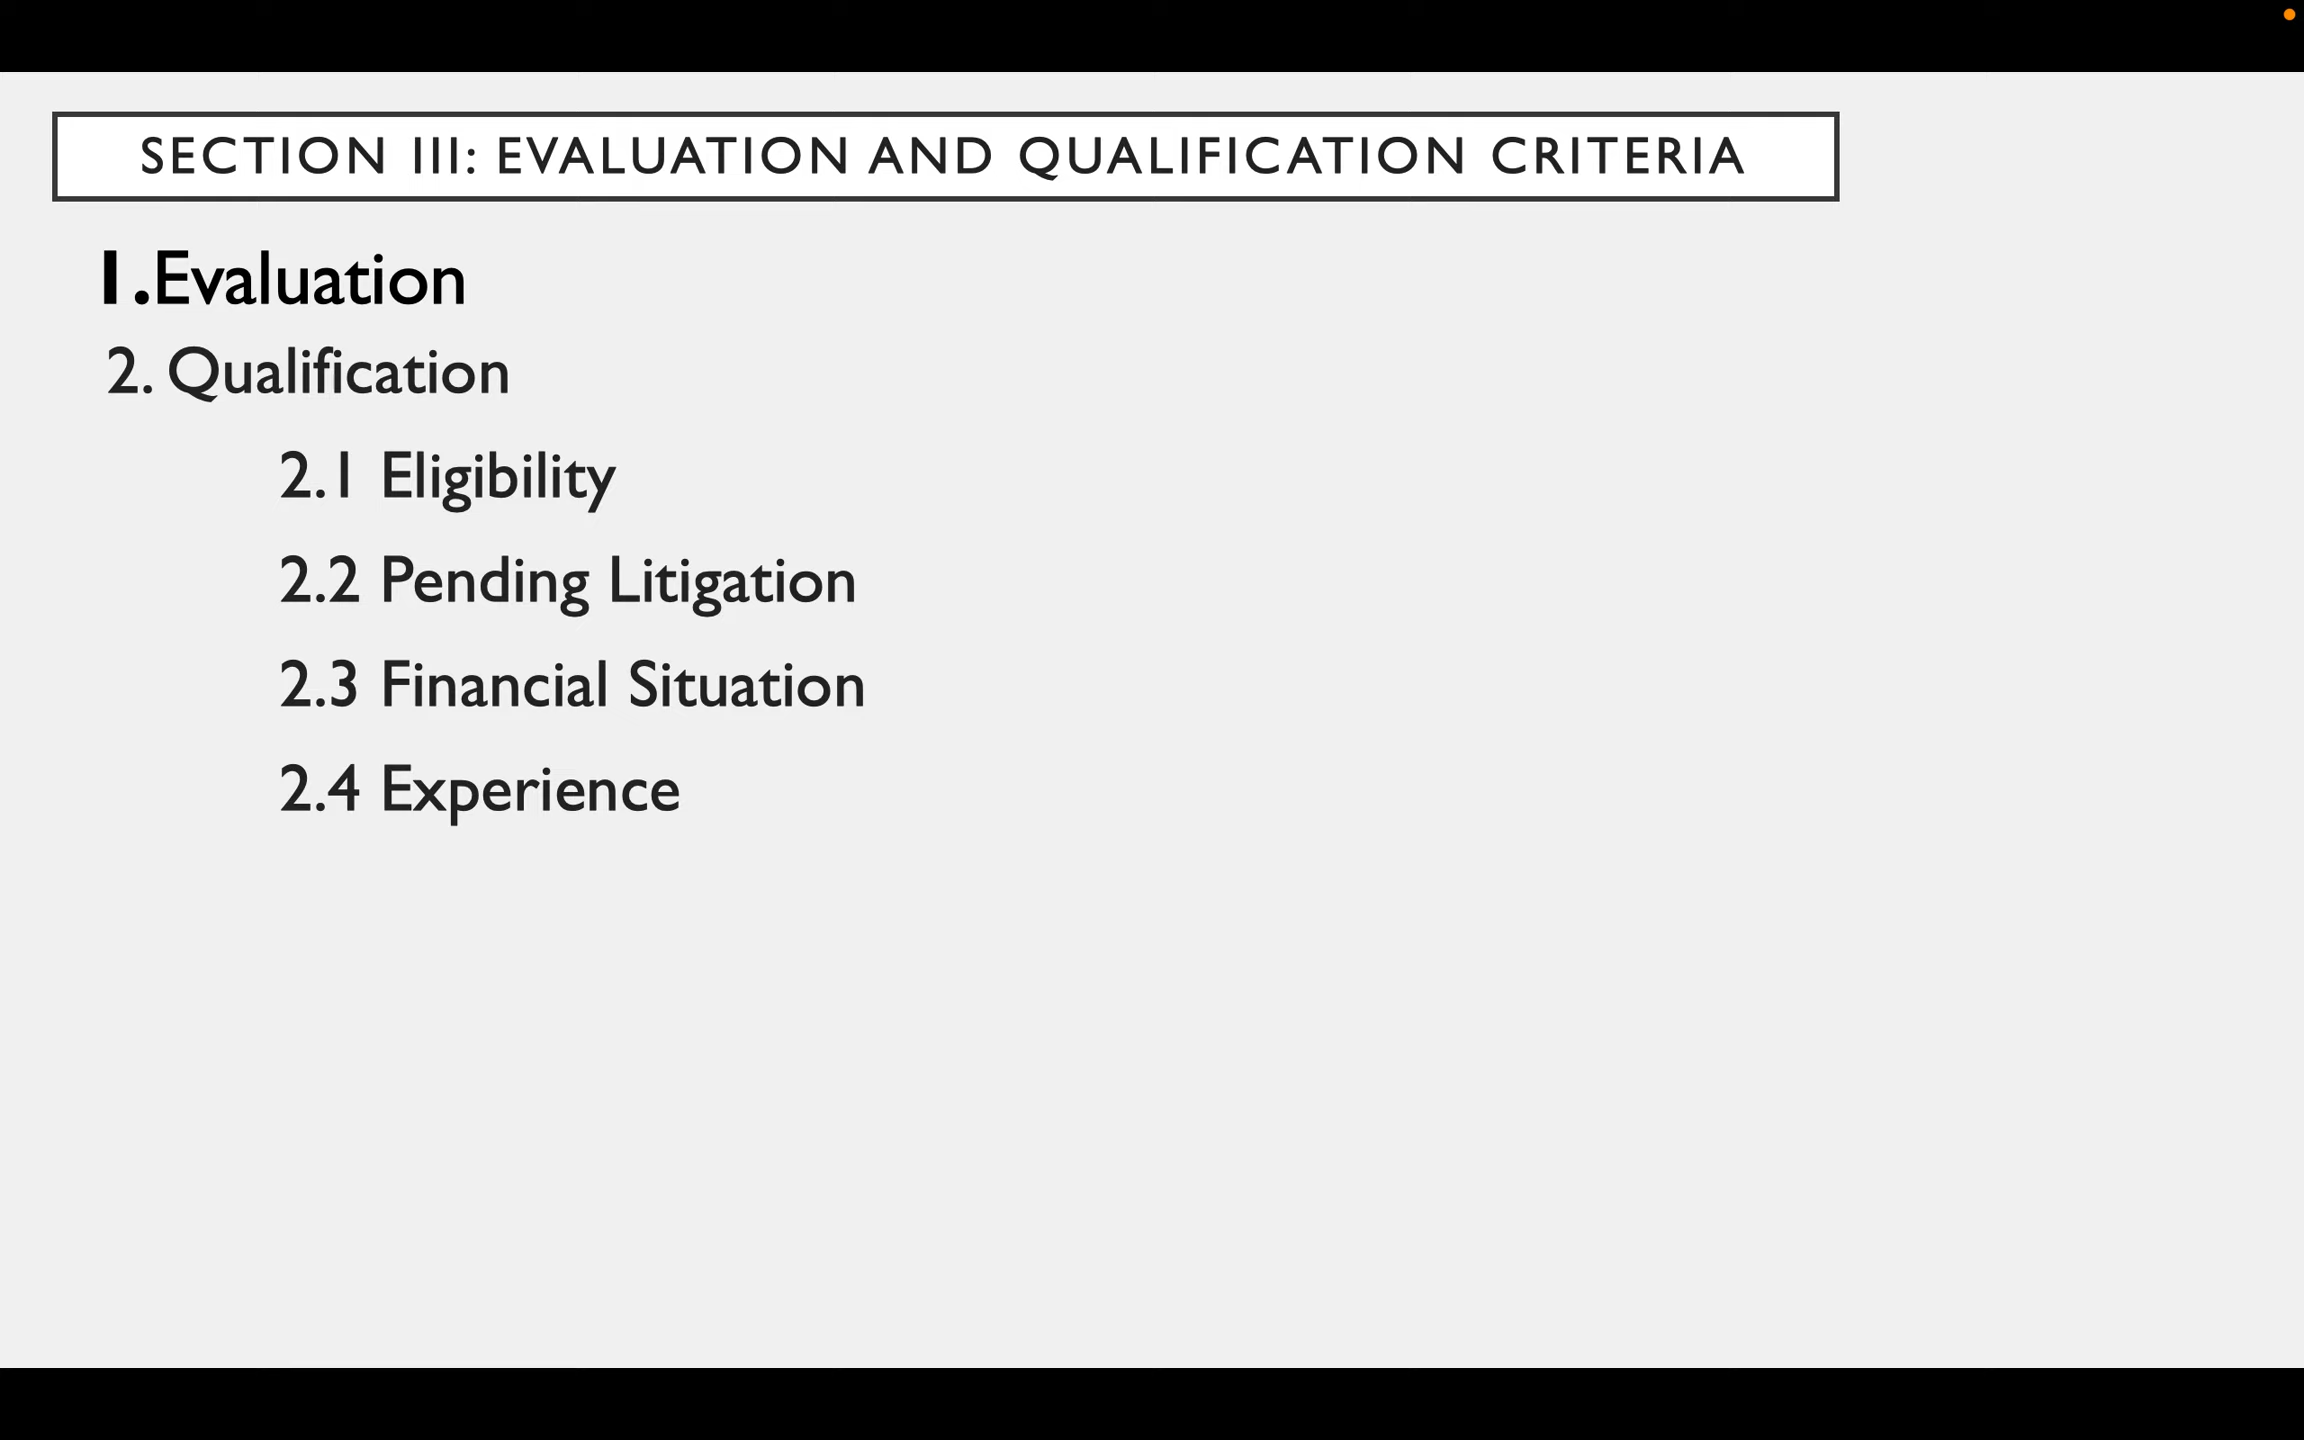 SECTION III: EVALUATION AND QUALIFICATION CRITERIA
1.Evaluation
2. Qualification
2.1 Eligibility
2.2 Pending Litigation
2.3 Financial Situation
2.4 Experience